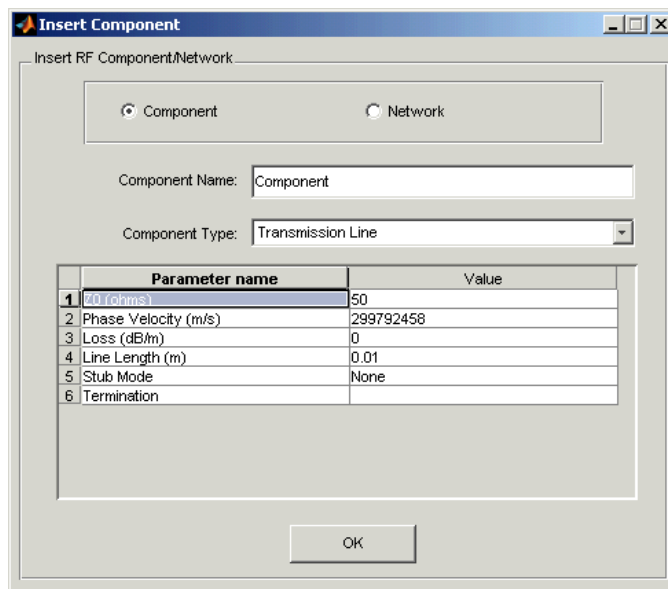 Insert Component
Insert RF Component/Network
Component Network
Component Name: Component
Component Type: Transmission Line
Parameter name Value
1 Z0 (ohms) 50
2 Phase Velocity (m/s) 299792458
3 Loss (dB/m) 0
4 Line Length (m) 0.01
5 Stub Mode None
6 Termination
OK